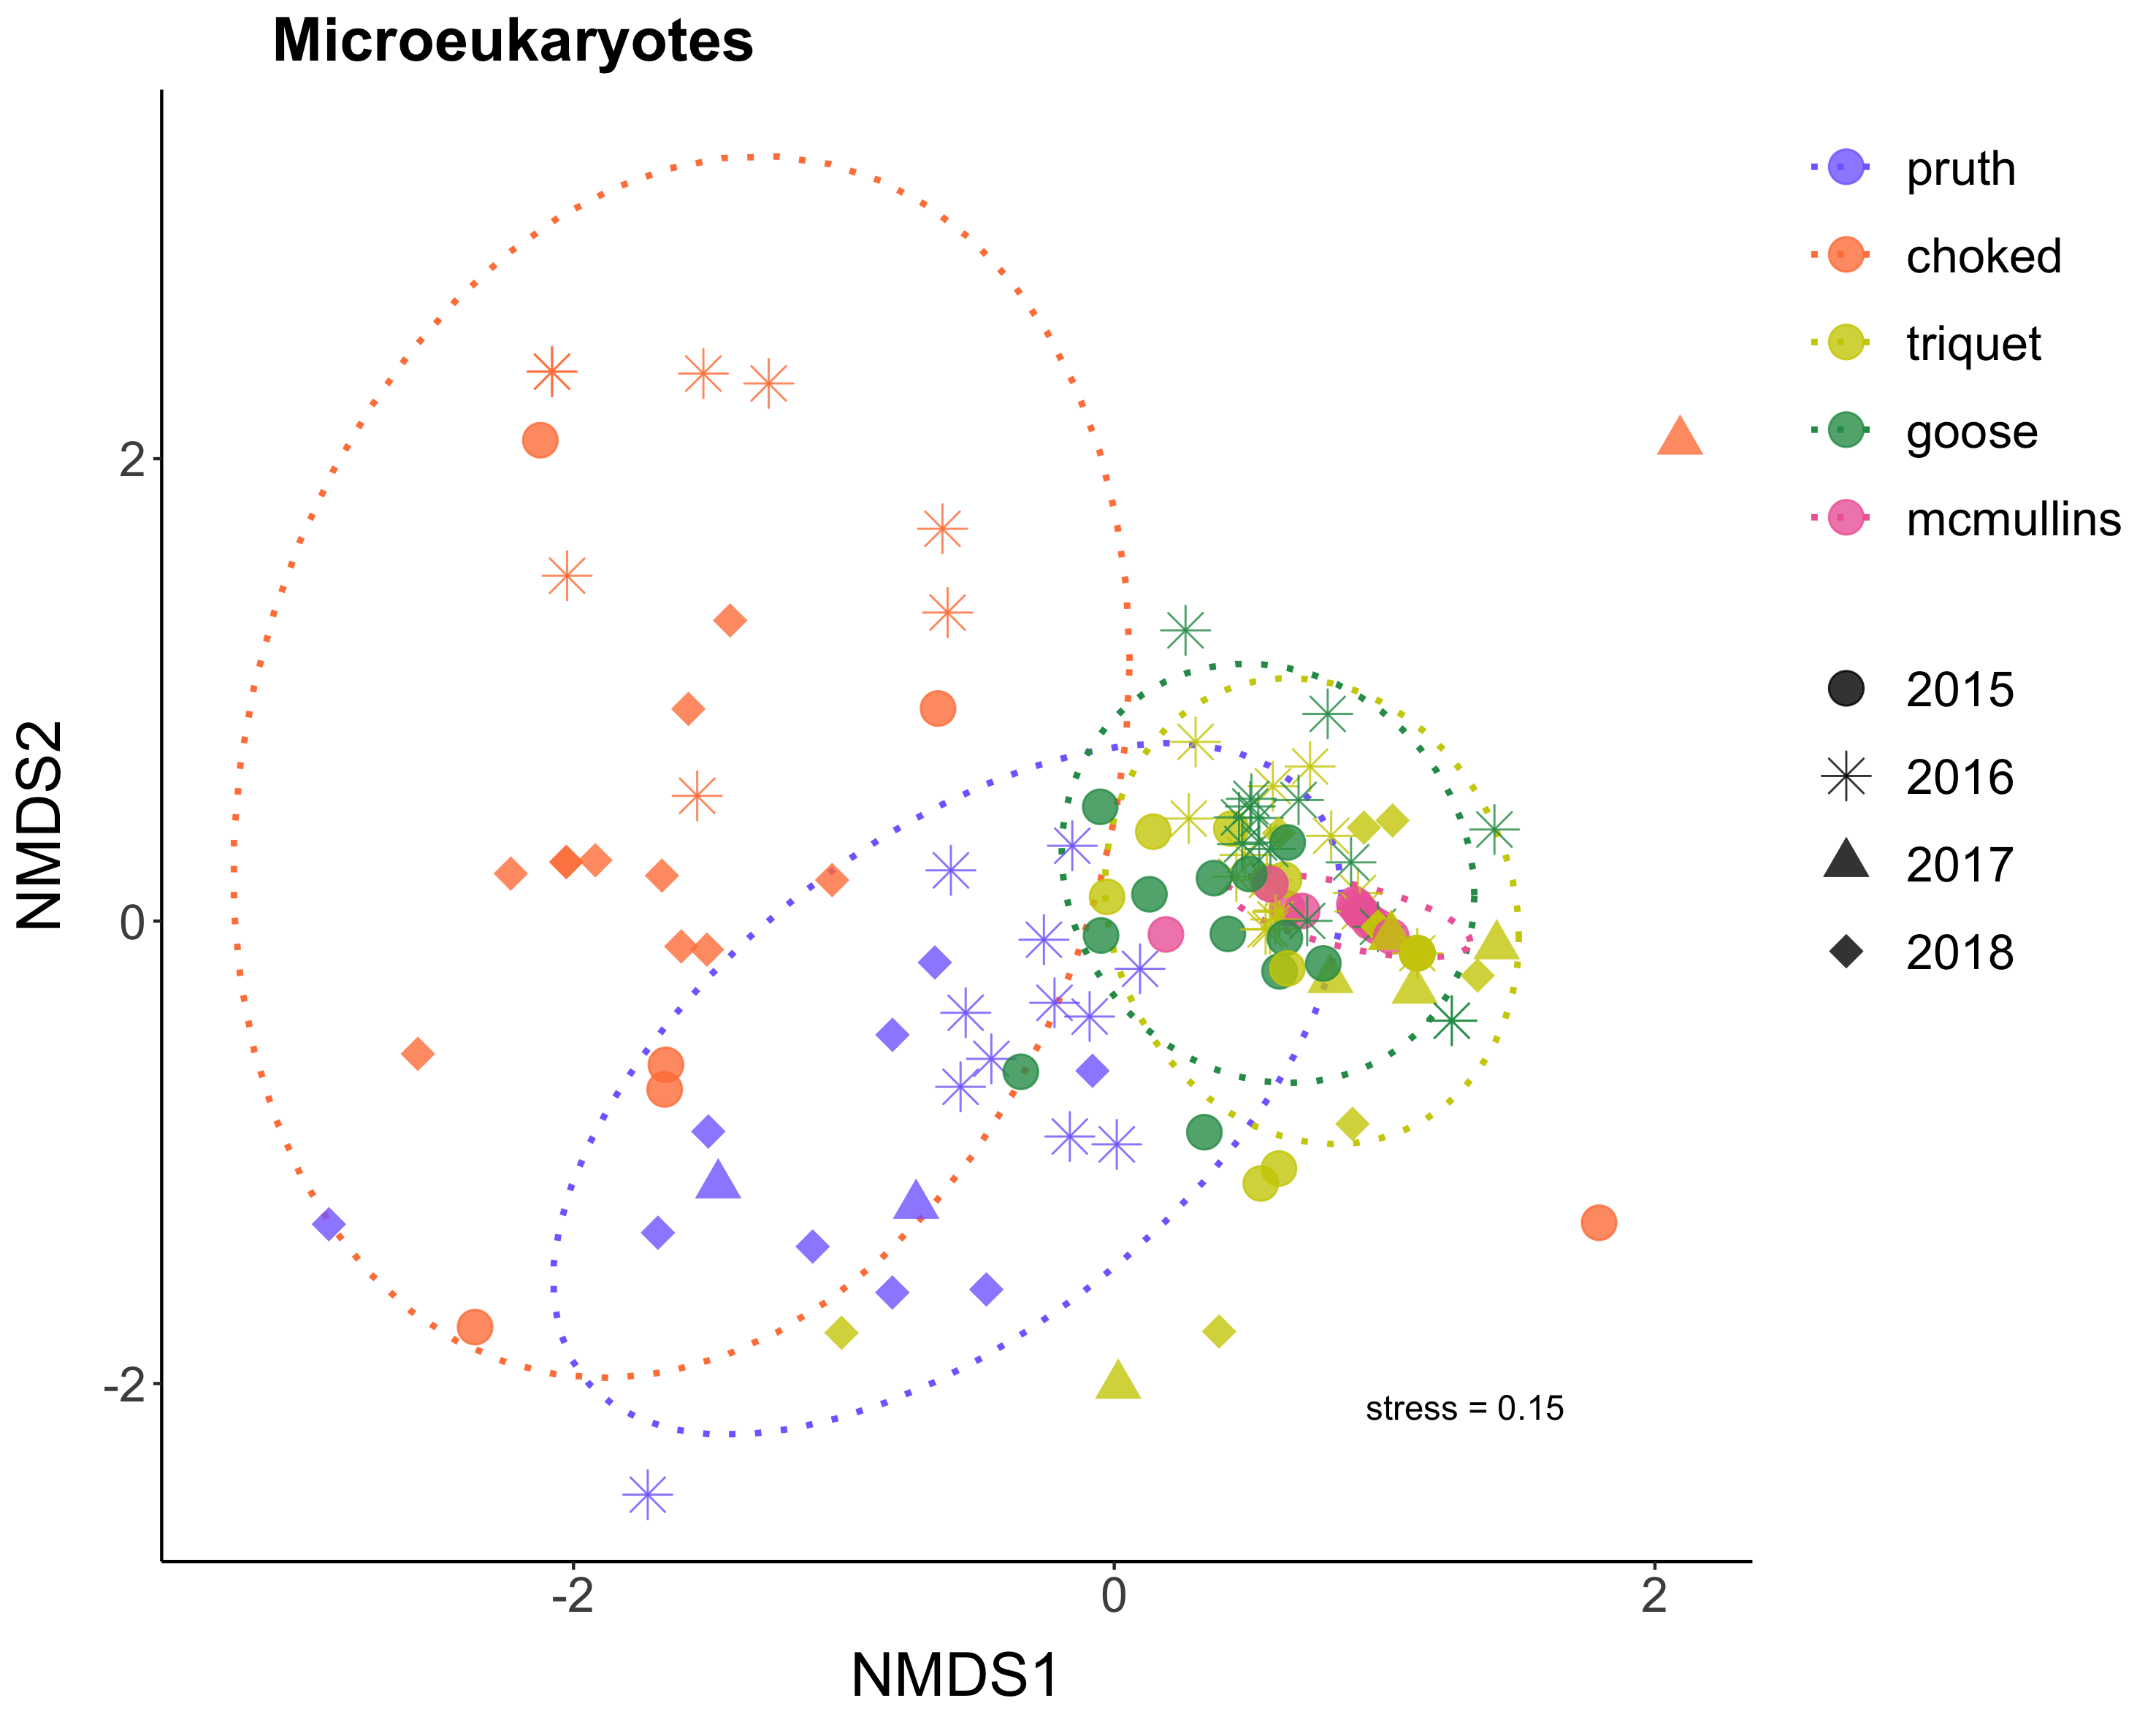 Microeukaryotes
NMDS2
2
0
-2
-2
0
2
NMDS1
stress = 0.15
pruth
choked
triquet
goose
mcmullins
2015
2016
2017
2018